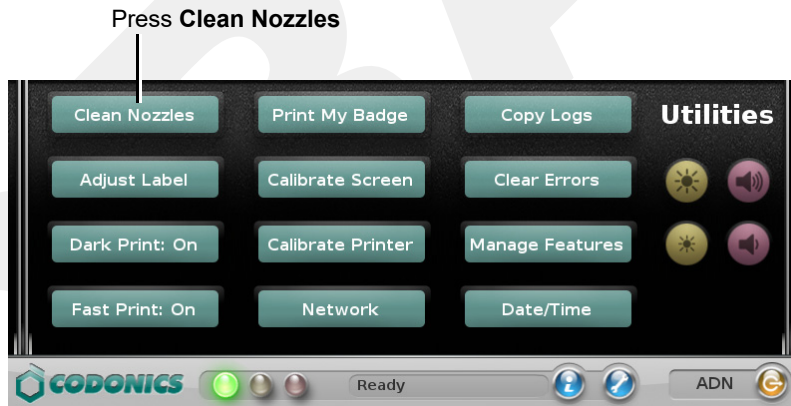 Press Clean Nozzles
Clean Nozzles Print My Badge Copy Logs Utilities
Adjust Label Calibrate Screen Clear Errors
Dark Print: On Calibrate Printer Manage Features
Fast Print: On Network Date/Time
CODONICS Ready ADN